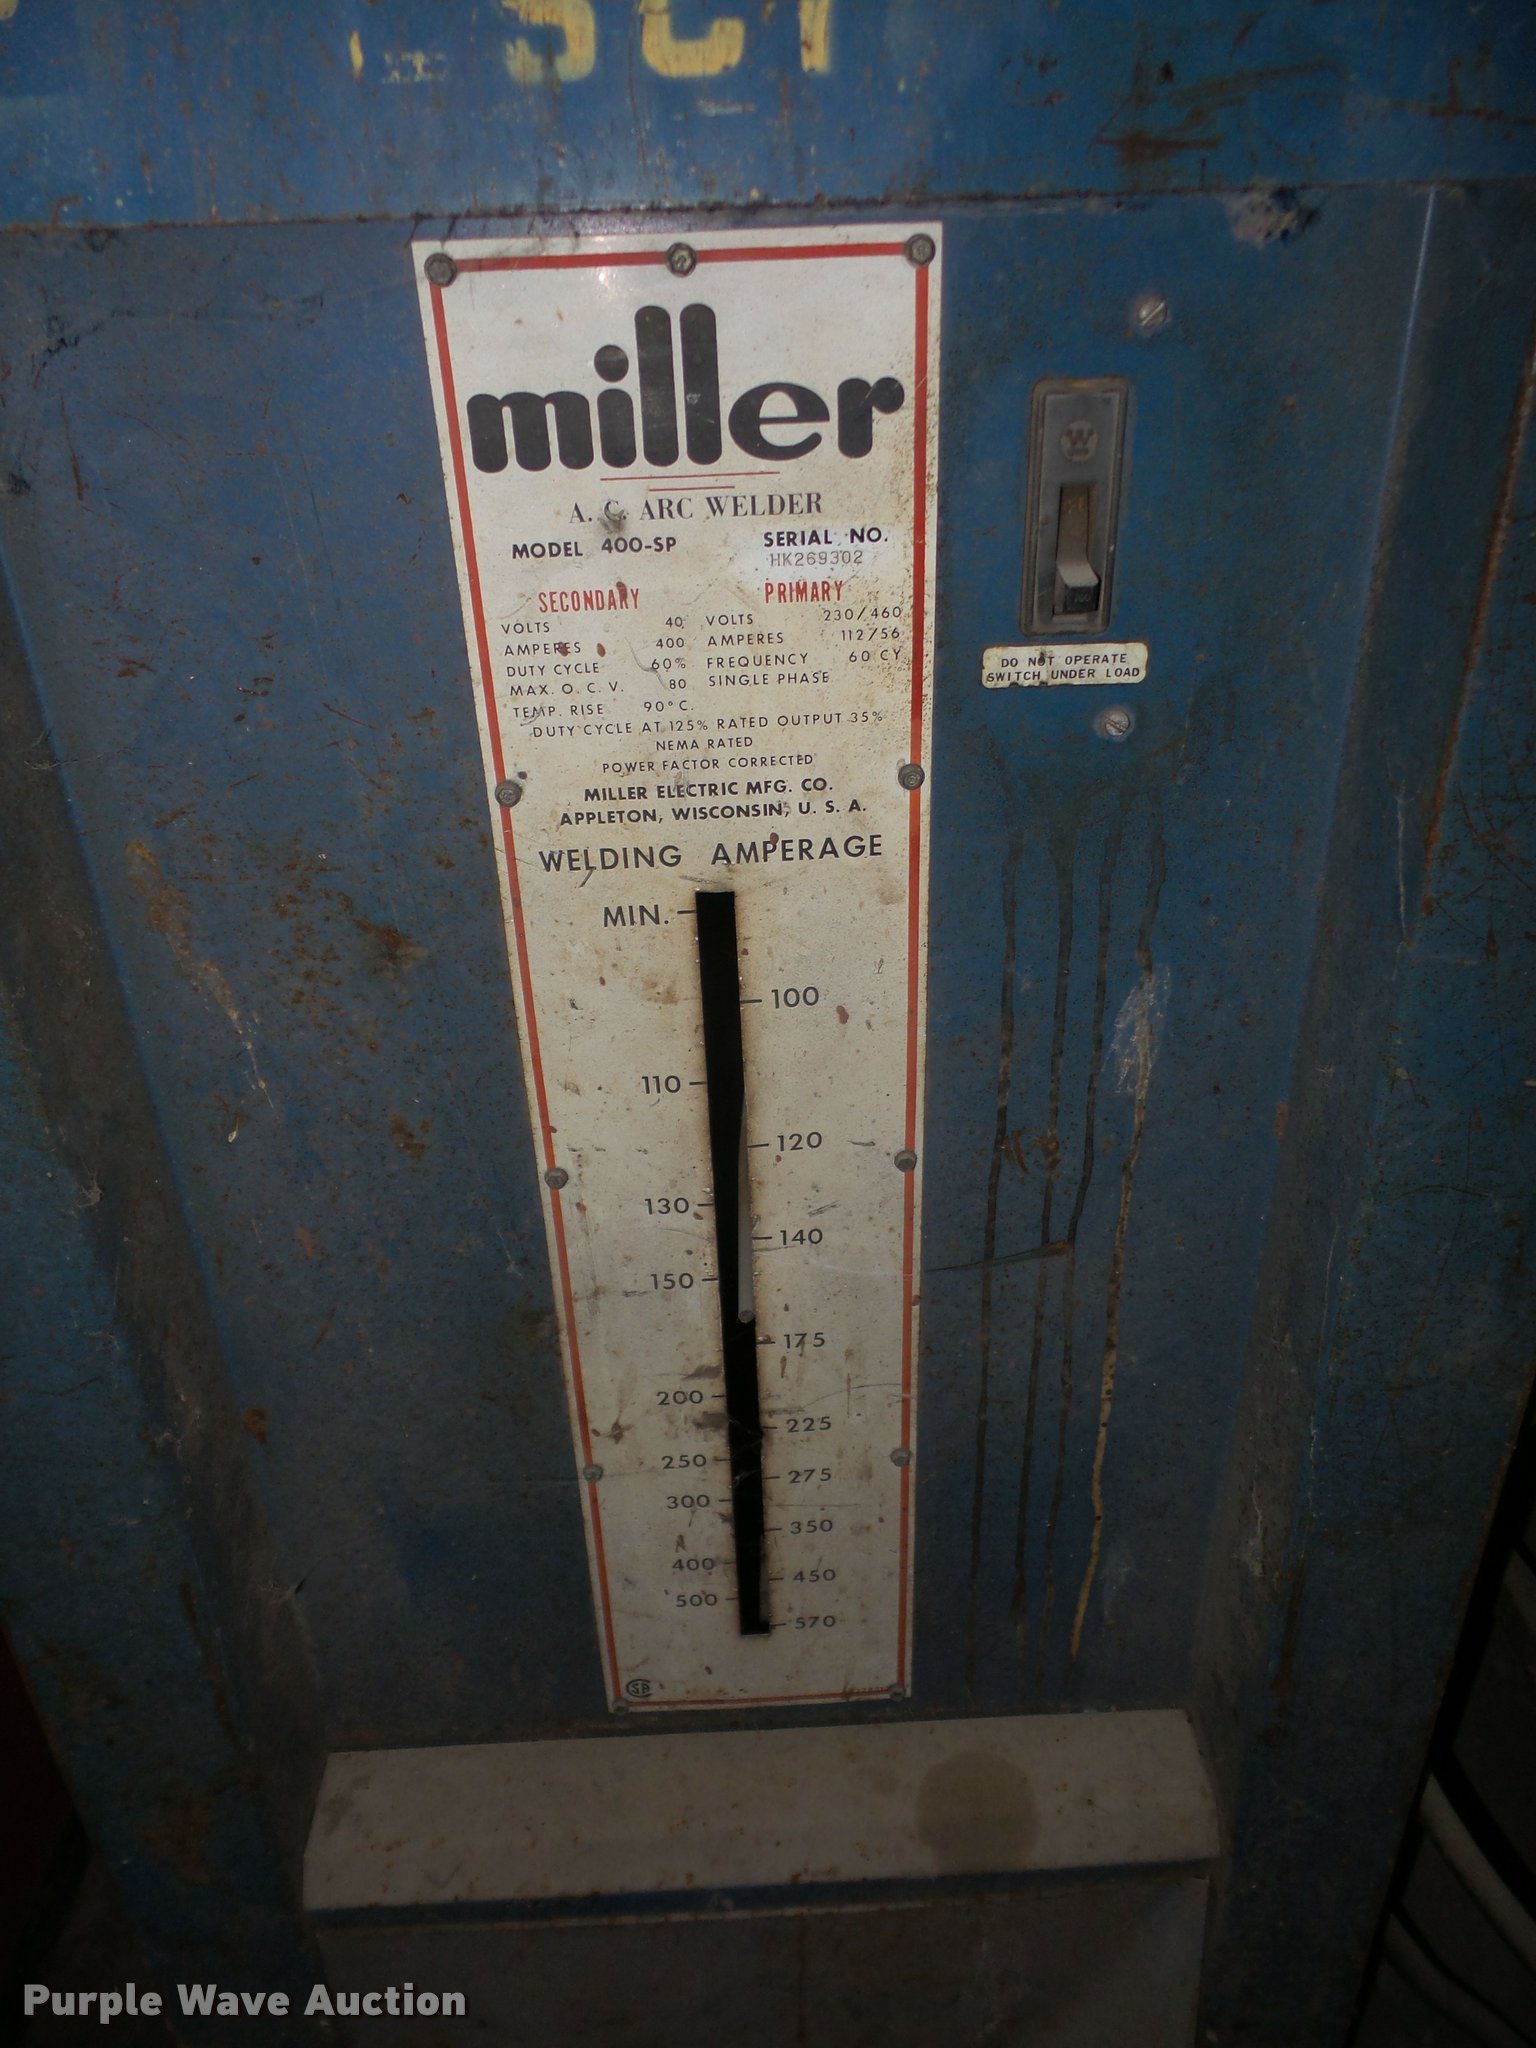 SCI
miller
A. C. ARC WELDER
MODEL 400-SP
SERIAL NO.
HK269302
SECONDARY
VOLTS 40
AMPERES 400
DUTY CYCLE 60%
MAX. O. C. V. 80
TEMP. RISE 90°C.
PRIMARY
VOLTS 230/460
AMPERES 112/56
FREQUENCY 60 CY
SINGLE PHASE
DUTY CYCLE AT 125% RATED OUTPUT 35%
NEMA RATED
POWER FACTOR CORRECTED
MILLER ELECTRIC MFG. CO.
APPLETON, WISCONSIN, U. S. A.
WELDING AMPERAGE
MIN.
100
110
120
130
140
150
175
200
225
250
275
300
350
400
450
500
570
W
DO NOT OPERATE
SWITCH UNDER LOAD
Purple Wave Auction